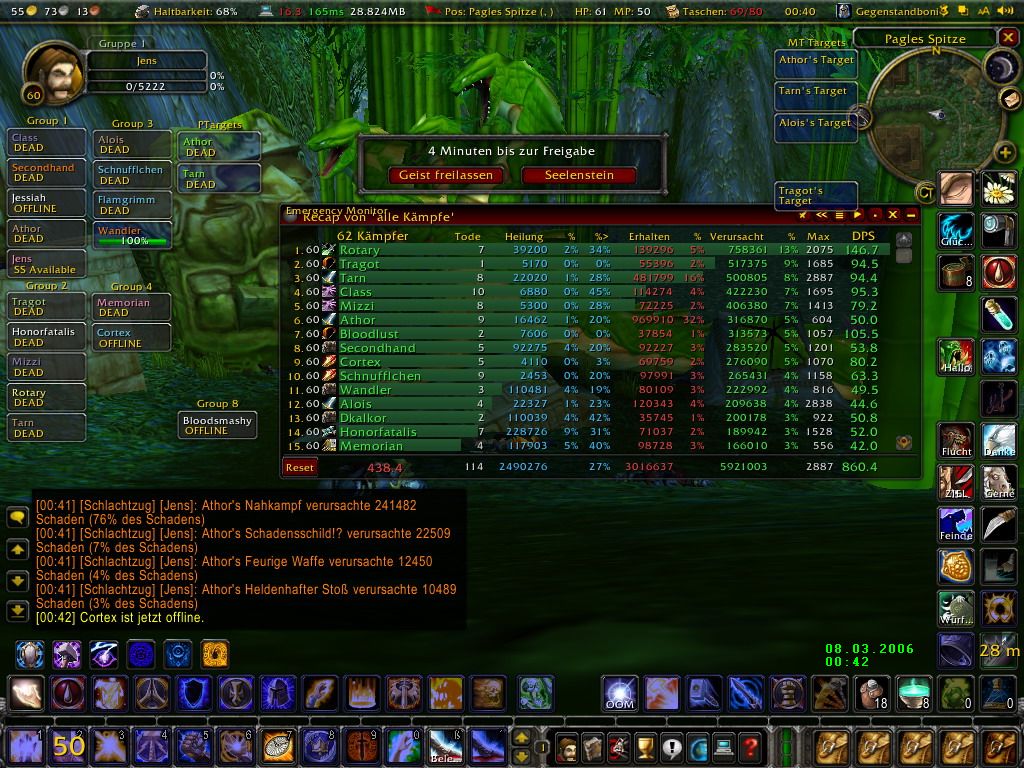 55 73 13 Haltbarkeit: 68% 16.3 165ms 28.824MB Pos: Pagles Spitze (, ) HP: 61 MP: 50 Taschen: 69/80 00:40 Gegenstandboni
Gruppe 1
Jens
0%
0/5222 0%
60
MT Targets
Athor's Target
Tarn's Target
Alois's Target
Tragot's Target
Pagles Spitze
N
Group 1
Class
DEAD
Secondhand
DEAD
Jessiah
OFFLINE
Athor
DEAD
Jens
SS Available
Group 2
Tragot
DEAD
Honorfatalis
DEAD
Mizzi
DEAD
Rotary
DEAD
Tarn
DEAD
Group 3
Alois
DEAD
Schnufflchen
DEAD
Flamgrimm
DEAD
Wandler
100%
Group 4
Memorian
DEAD
Cortex
OFFLINE
PTargets
Athor
DEAD
Tarn
DEAD
Group 8
Bloodsmashy
OFFLINE
4 Minuten bis zur Freigabe
Geist freilassen Seelenstein
Emergency Monitor
Recap von "alle Kämpfe'
62 Kämpfer Tode Heilung % %> Erhalten % Verursacht % Max DPS
1. 60 Rotary 7 39200 2% 34% 139296 5% 758361 13% 2075 146.7
2. 60 Tragot 1 5170 0% 0% 55396 2% 517375 9% 1685 94.5
3. 60 Tarn 8 22020 1% 28% 481799 16% 500805 8% 2887 94.4
4. 60 Class 10 6880 0% 45% 114274 4% 422230 7% 1695 95.3
5. 60 Mizzi 8 5300 0% 28% 72225 2% 406380 7% 1413 79.2
6. 60 Athor 9 16462 1% 20% 969910 32% 316870 5% 604 50.0
7. 60 Bloodlust 2 7606 0% 0% 37854 1% 313573 5% 1057 105.5
8. 60 Secondhand 5 92275 4% 20% 92227 3% 283520 5% 1201 53.8
9. 60 Cortex 5 4110 0% 3% 69759 2% 276090 5% 1070 80.2
10. 60 Schnufflchen 9 2453 0% 20% 97991 3% 265431 4% 1158 63.3
11. 60 Wandler 3 110481 4% 19% 80109 3% 222992 4% 816 49.5
12. 60 Alois 4 22327 1% 23% 120343 4% 209638 4% 2838 44.6
13. 60 Dkalkor 2 110039 4% 42% 35745 1% 200178 3% 922 50.8
14. 60 Honorfatalis 7 228726 9% 31% 71037 2% 189942 3% 1528 52.0
15. 60 Memorian 4 117903 5% 40% 98728 3% 166010 3% 556 42.0
Reset 438.4 114 2490276 27% 3016637 5921003 2887 860.4
[00:41] [Schlachtzug] [Jens]: Athor's Nahkampf verursachte 241482
Schaden (76% des Schadens)
[00:41] [Schlachtzug] [Jens]: Athor's Schadensschild!? verursachte 22509
Schaden (7% des Schadens)
[00:41] [Schlachtzug] [Jens]: Athor's Feurige Waffe verursachte 12450
Schaden (4% des Schadens)
[00:41] [Schlachtzug] [Jens]: Athor's Heldenhafter Stoß verursachte 10489
Schaden (3% des Schadens)
[00:42] Cortex ist jetzt offline.
Glüc...
8
Hallo
Flucht Danke
ZIEL Gerne
Feinde
Würf...
28 m
08.03.2006
00:42
OOM 18 8 0 0
50
Bele...